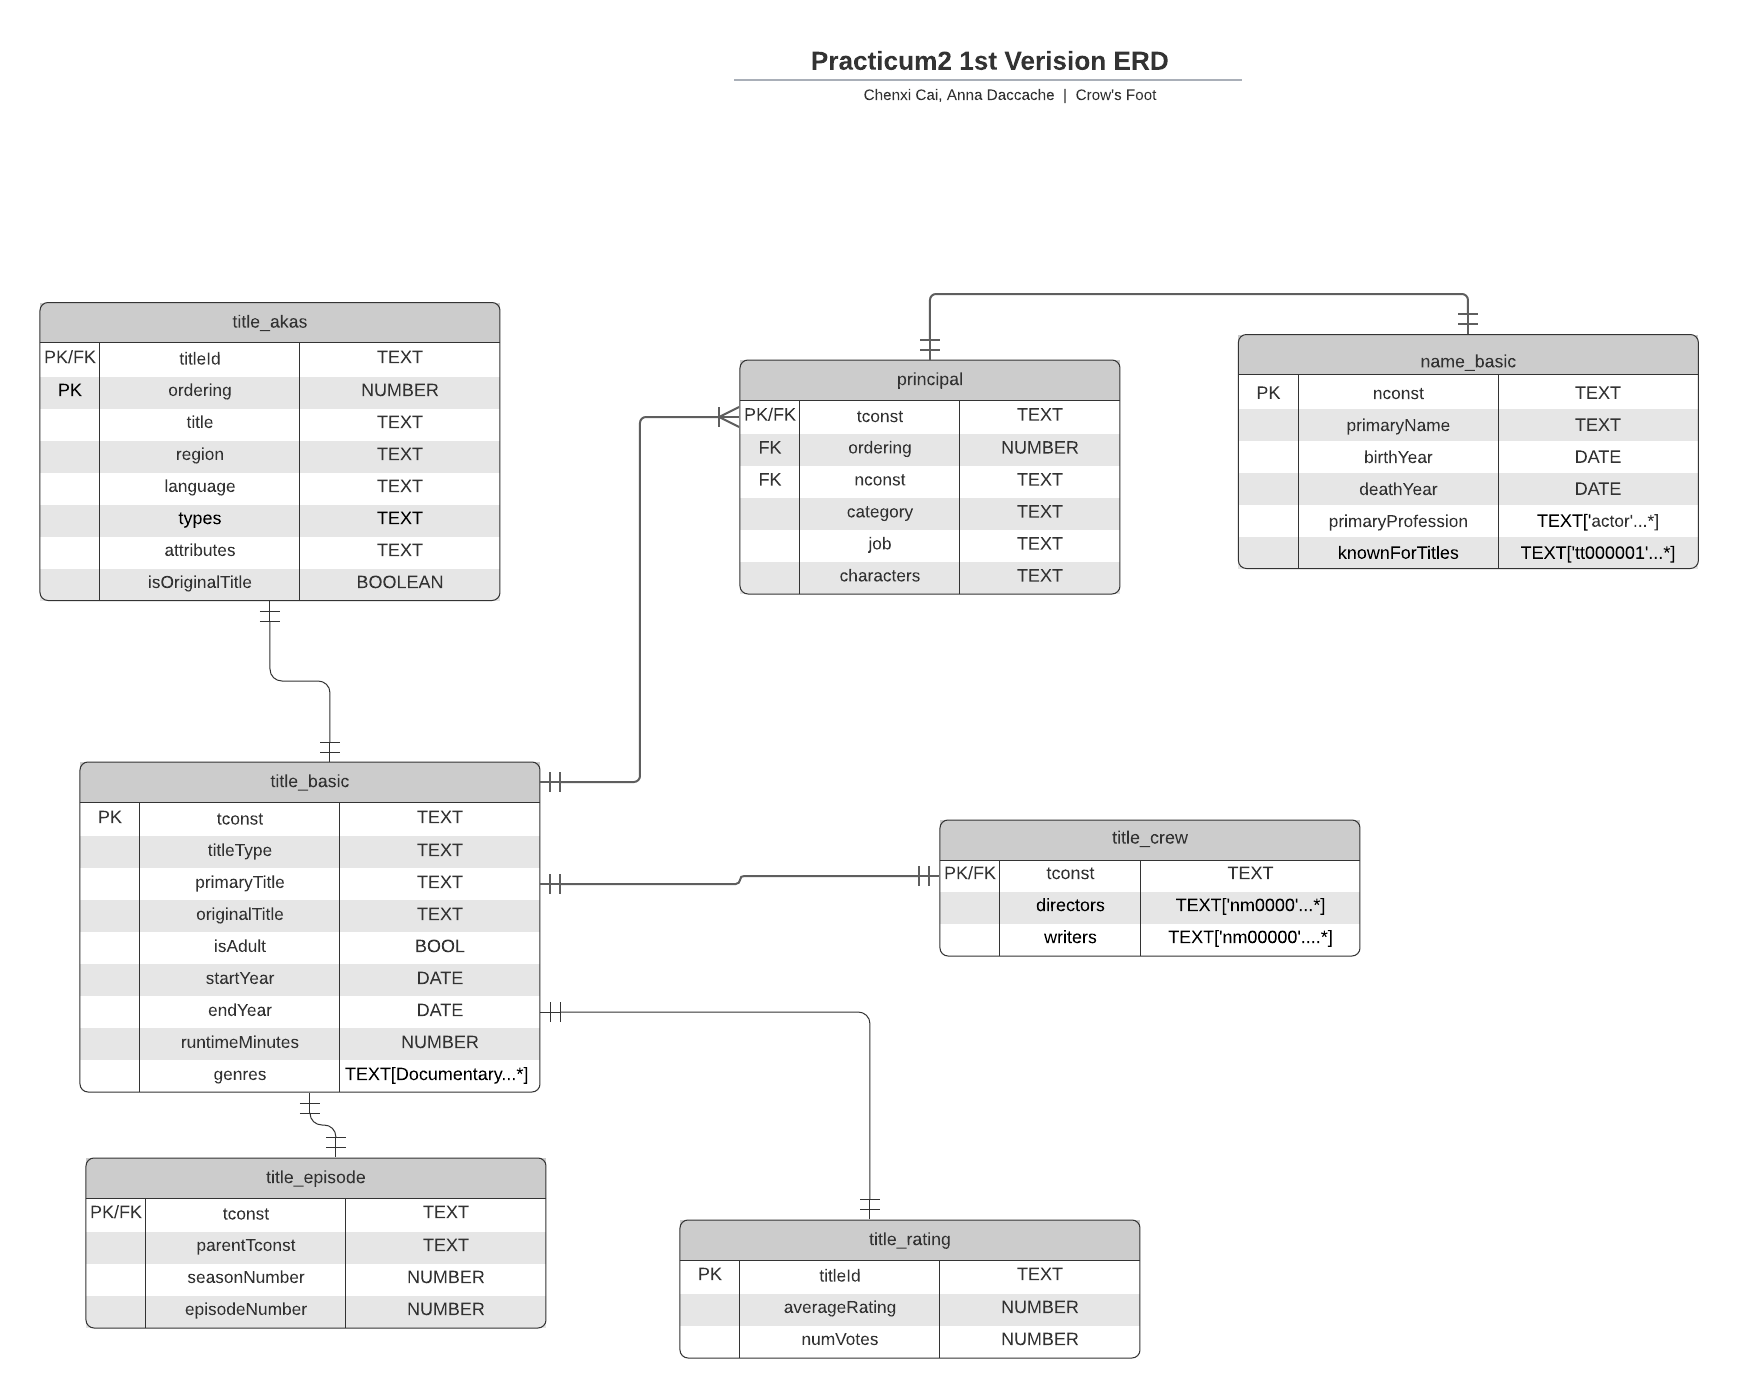 Practicum2 1st Verision ERD
Chenxi Cai, Anna Daccache | Crow's Foot
title_akas
PK/FK titleId TEXT
PK ordering NUMBER
title TEXT
region TEXT
language TEXT
types TEXT
attributes TEXT
isOriginalTitle BOOLEAN
principal
PK/FK tconst TEXT
FK ordering NUMBER
FK nconst TEXT
category TEXT
job TEXT
characters TEXT
name_basic
PK nconst TEXT
primaryName TEXT
birthYear DATE
deathYear DATE
primaryProfession TEXT['actor'...*]
knownForTitles TEXT['tt000001'...*]
title_basic
PK tconst TEXT
titleType TEXT
primaryTitle TEXT
originalTitle TEXT
isAdult BOOL
startYear DATE
endYear DATE
runtimeMinutes NUMBER
genres TEXT[Documentary...*]
title_crew
PK/FK tconst TEXT
directors TEXT['nm0000'...*]
writers TEXT['nm00000'....*]
title_episode
PK/FK tconst TEXT
parentTconst TEXT
seasonNumber NUMBER
episodeNumber NUMBER
title_rating
PK titleId TEXT
averageRating NUMBER
numVotes NUMBER